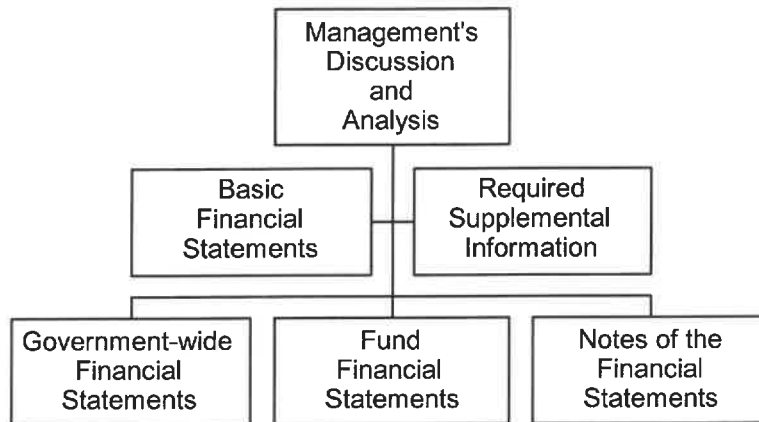 Management's
Discussion
and
Analysis
Basic
Financial
Statements
Required
Supplemental
Information
Government-wide
Financial
Statements
Fund
Financial
Statements
Notes of the
Financial
Statements